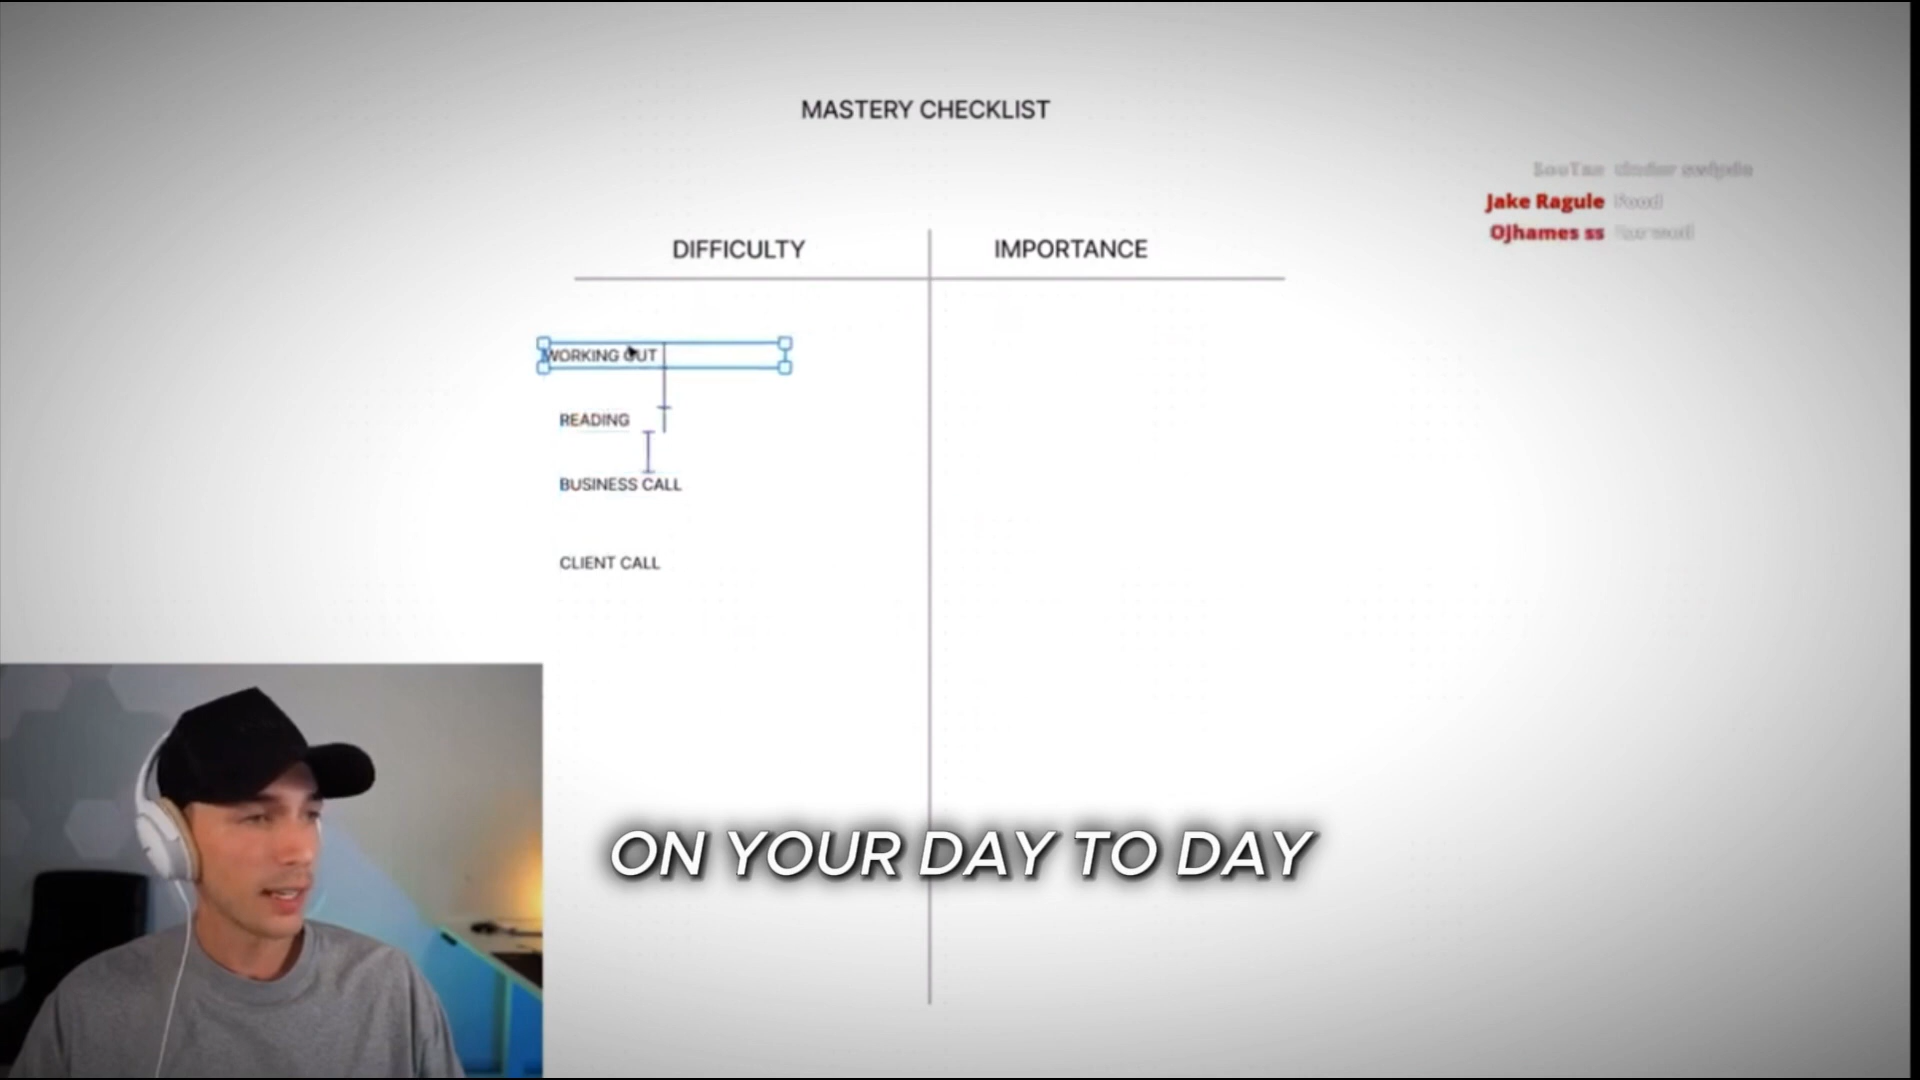 MASTERY CHECKLIST
Jake Ragule Food
Ojhames ss
DIFFICULTY
IMPORTANCE
WORKING OUT
READING
BUSINESS CALL
CLIENT CALL
ON YOUR DAY TO DAY